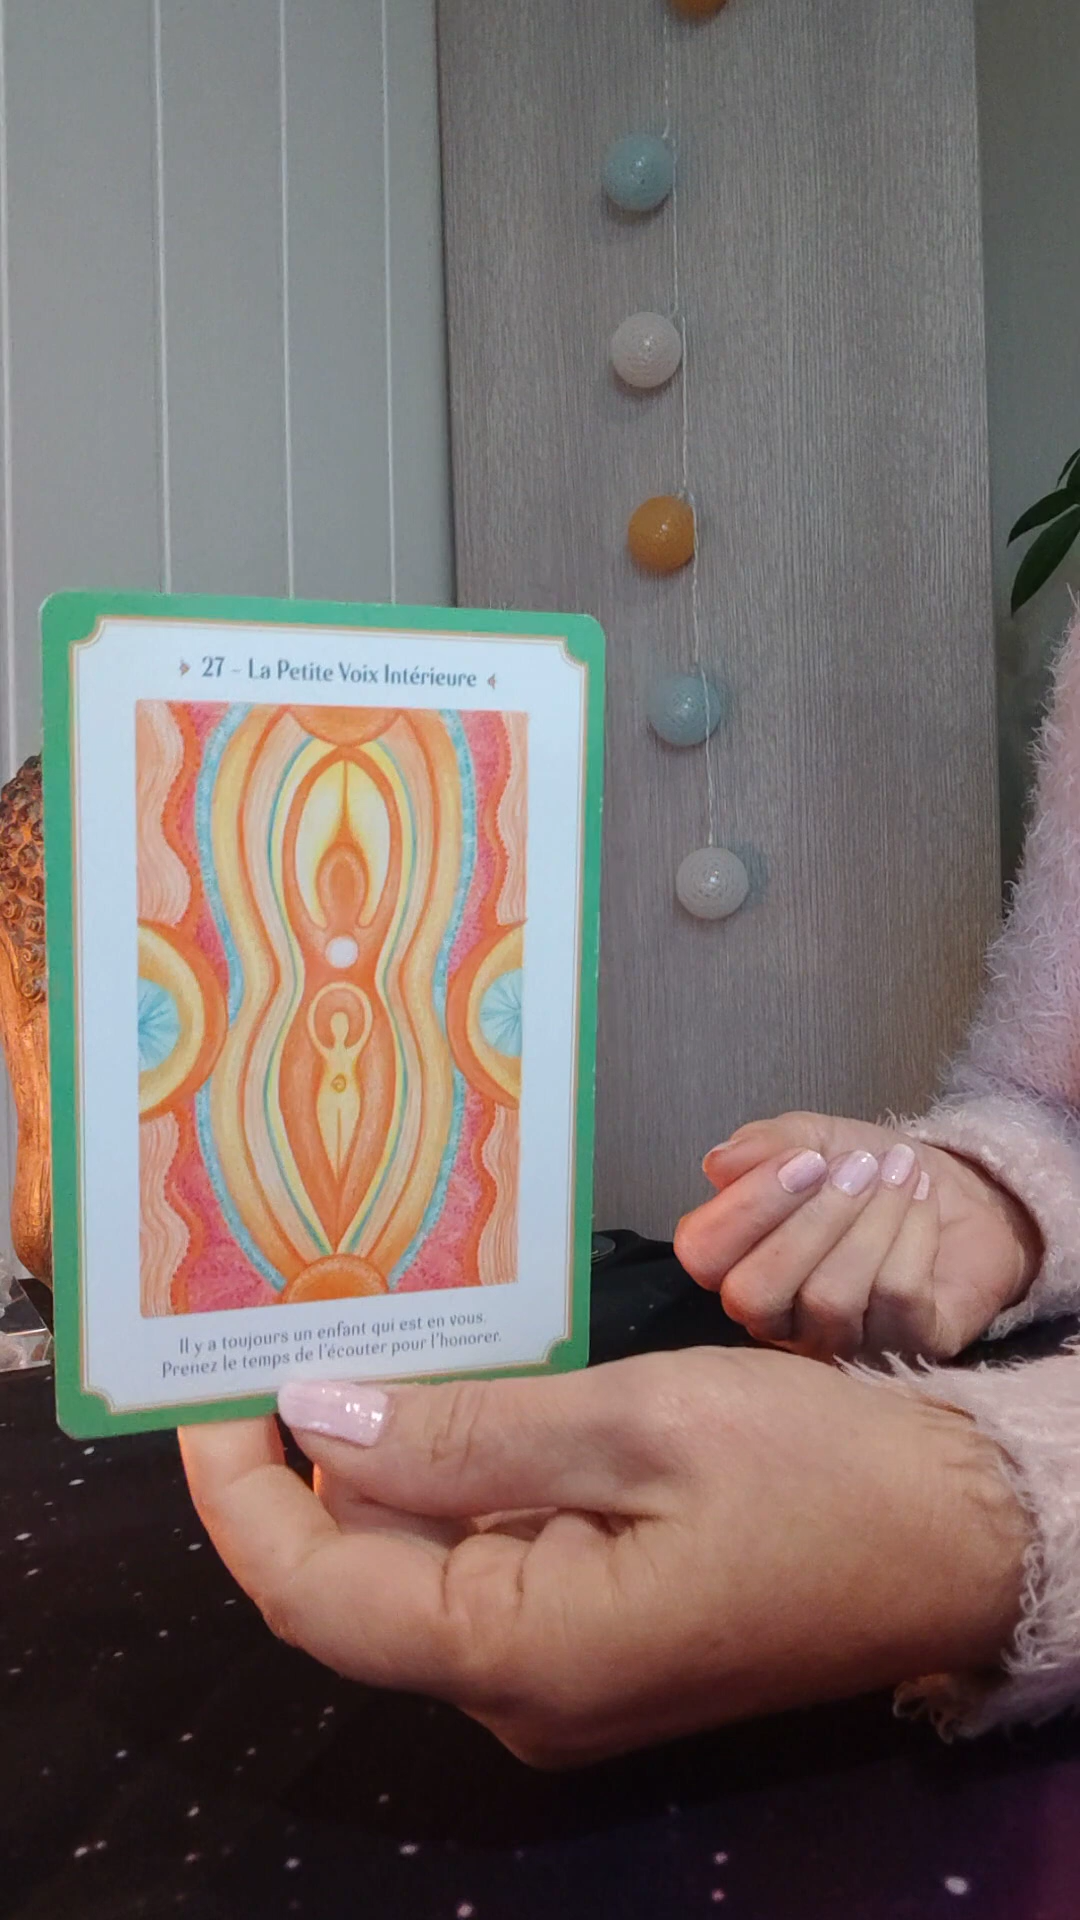 27 – La Petite Voix Intérieure
Il y a toujours un enfant qui est en vous.
Prenez le temps de l'écouter pour l'honorer.